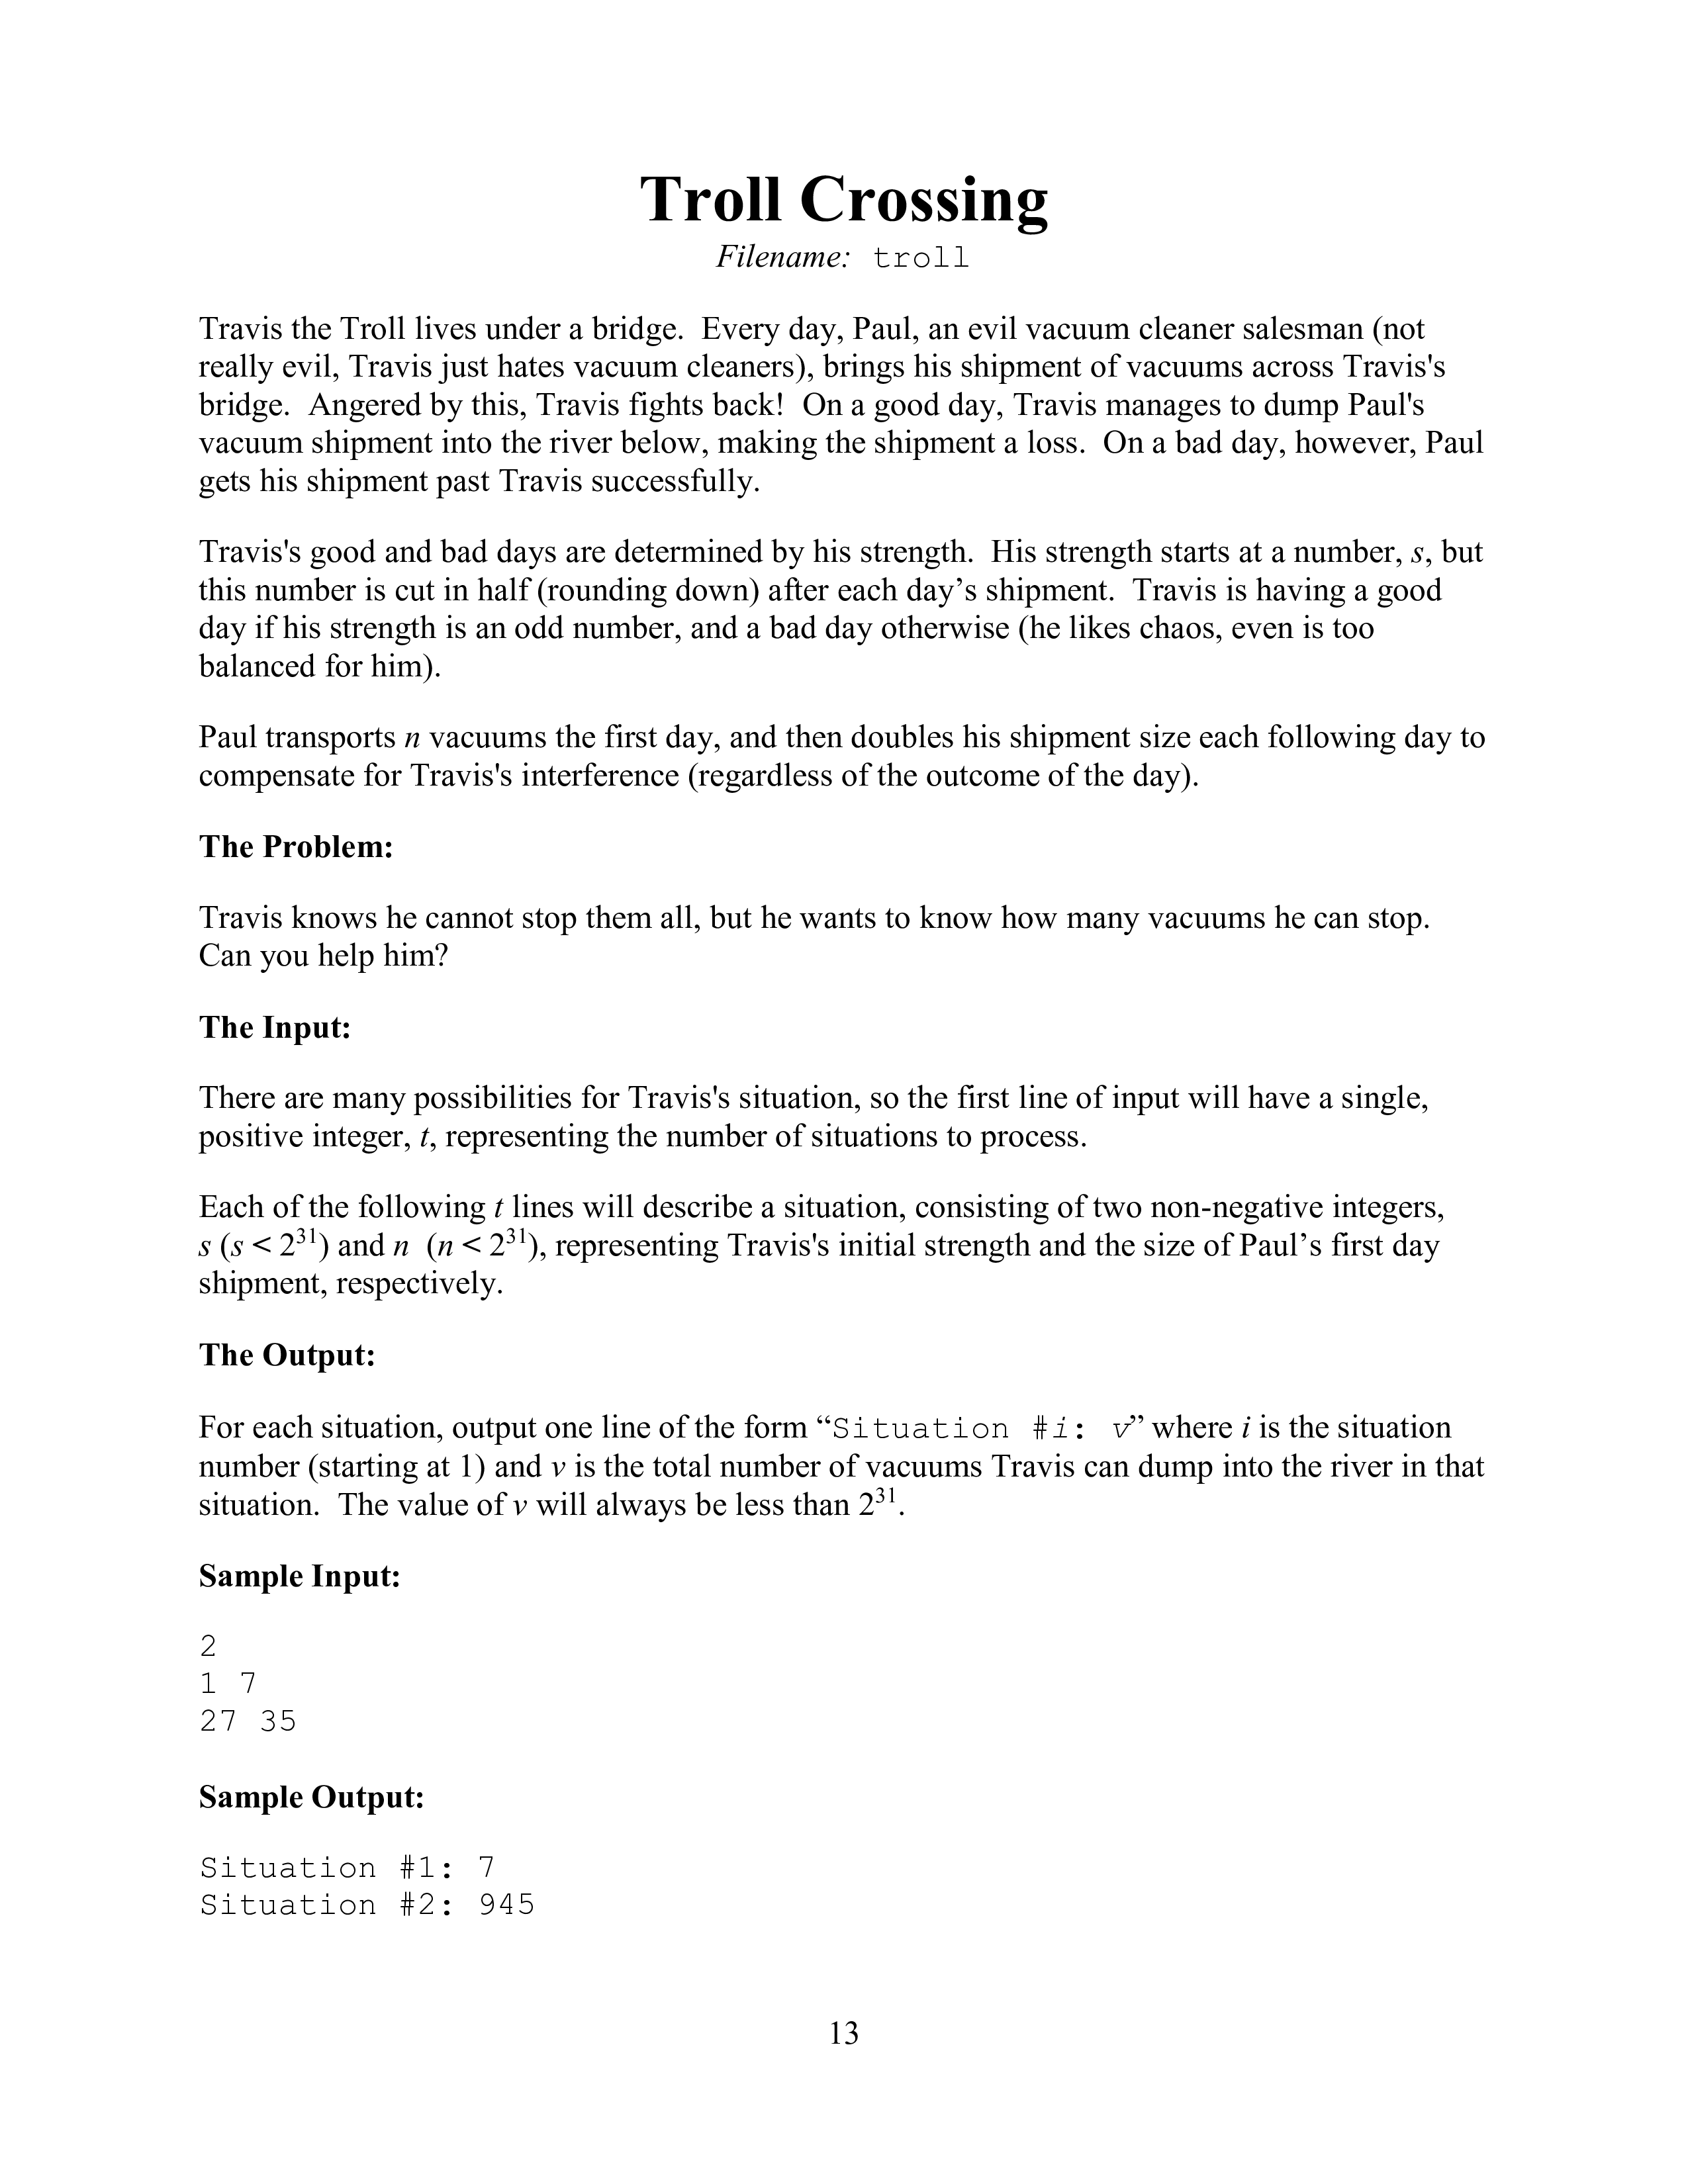 Troll Crossing
Filename: troll
Travis the Troll lives under a bridge. Every day, Paul, an evil vacuum cleaner salesman (not
really evil, Travis just hates vacuum cleaners), brings his shipment of vacuums across Travis's
bridge. Angered by this, Travis fights back! On a good day, Travis manages to dump Paul's
vacuum shipment into the river below, making the shipment a loss. On a bad day, however, Paul
gets his shipment past Travis successfully.
Travis's good and bad days are determined by his strength. His strength starts at a number, s, but
this number is cut in half (rounding down) after each day’s shipment. Travis is having a good
day if his strength is an odd number, and a bad day otherwise (he likes chaos, even is too
balanced for him).
Paul transports n vacuums the first day, and then doubles his shipment size each following day to
compensate for Travis's interference (regardless of the outcome of the day).
The Problem:
Travis knows he cannot stop them all, but he wants to know how many vacuums he can stop.
Can you help him?
The Input:
There are many possibilities for Travis's situation, so the first line of input will have a single,
positive integer, t, representing the number of situations to process.
Each of the following t lines will describe a situation, consisting of two non-negative integers,
s (s < 2³¹) and n (n < 2³¹), representing Travis's initial strength and the size of Paul’s first day
shipment, respectively.
The Output:
For each situation, output one line of the form “Situation #i: v” where i is the situation
number (starting at 1) and v is the total number of vacuums Travis can dump into the river in that
situation. The value of v will always be less than 2³¹.
Sample Input:
2
1 7
27 35
Sample Output:
Situation #1: 7
Situation #2: 945
13